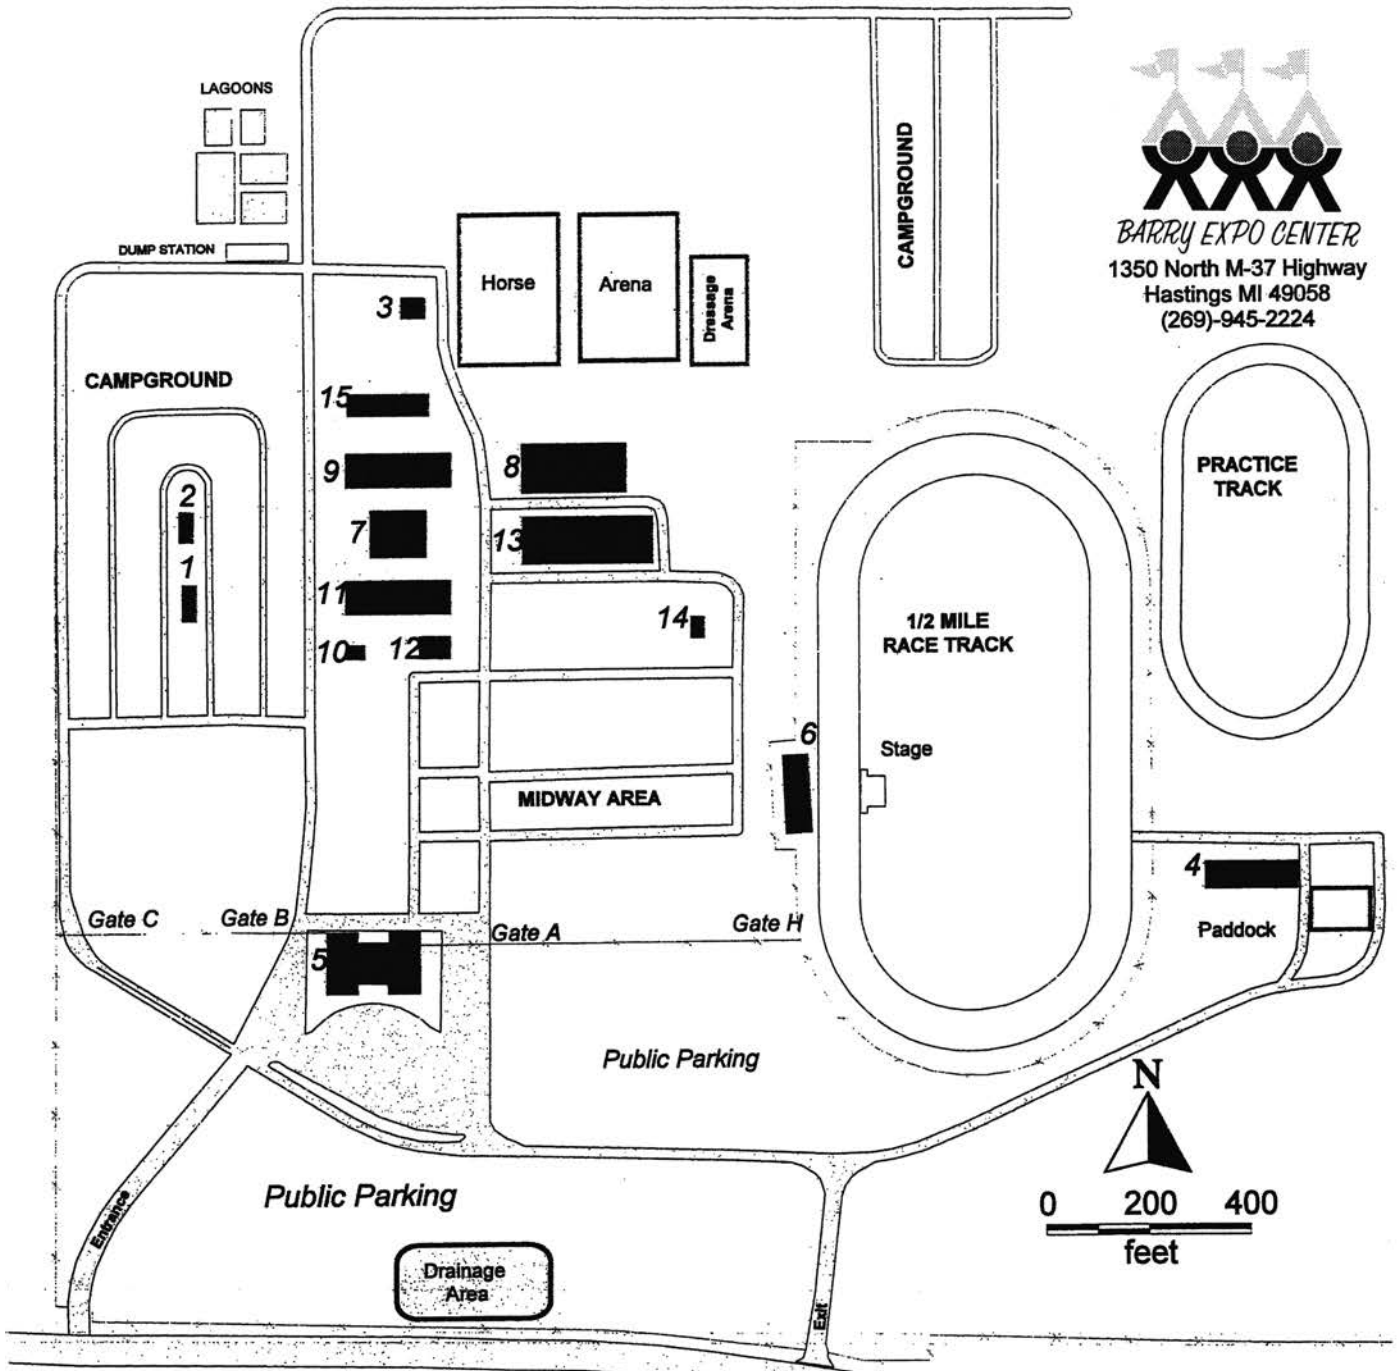 LAGOONS
DUMP STATION
CAMPGROUND
BARRY EXPO CENTER
1350 North M-37 Highway
Hastings MI 49058
(269)-945-2224
Horse
Arena
Dressage
Arena
3
CAMPGROUND
15
9
8
PRACTICE
TRACK
2
7
13
1
11
14
1/2 MILE
RACE TRACK
10
12
6
Stage
MIDWAY AREA
4
Gate C
Gate B
Gate A
Gate H
Paddock
5
Public Parking
N
Public Parking
Entrance
0 200 400
feet
Drainage
Area
Exit